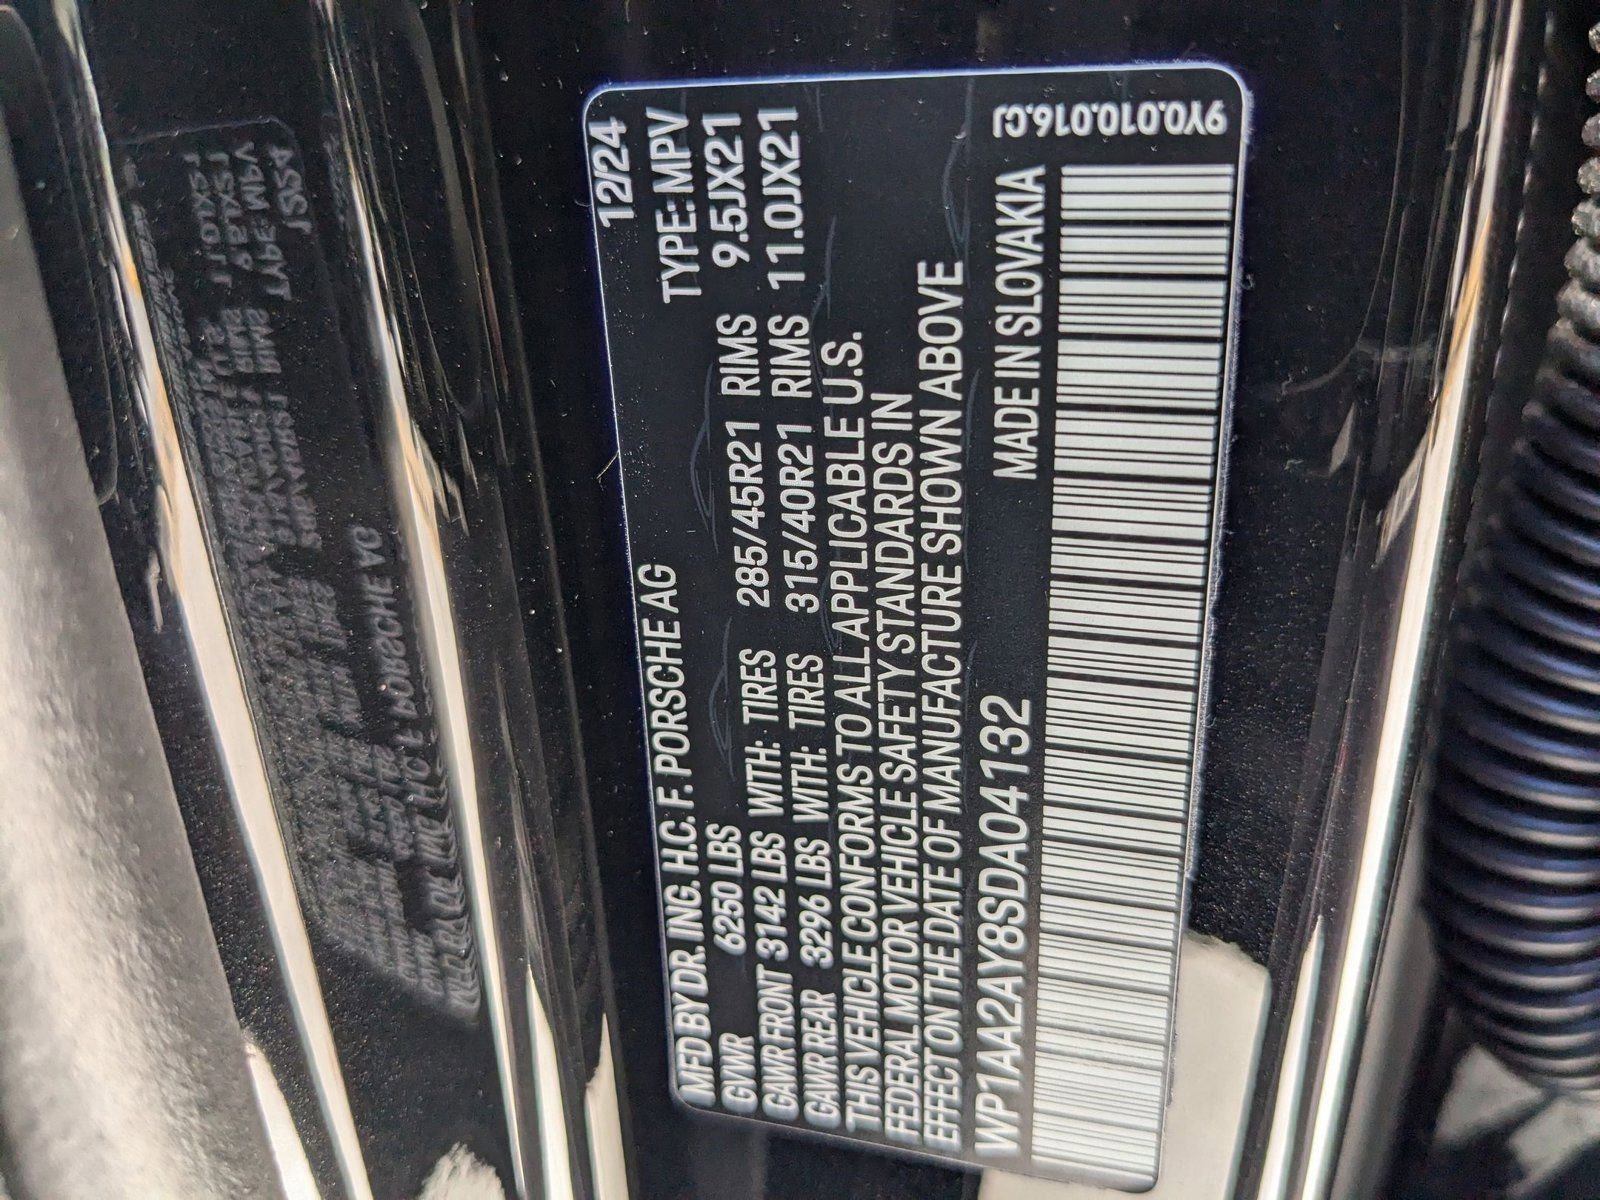 12/24
MFD BY DR. ING. H.C. F. PORSCHE AG TYPE: MPV
GVWR 6250 LBS
GAWR FRONT 3142 LBS WITH: TIRES 285/45R21 RIMS 9.5JX21
GAWR REAR 3296 LBS WITH: TIRES 315/40R21 RIMS 11.0JX21
THIS VEHICLE CONFORMS TO ALL APPLICABLE U.S.
FEDERAL MOTOR VEHICLE SAFETY STANDARDS IN
EFFECT ON THE DATE OF MANUFACTURE SHOWN ABOVE
WP1AA2AY8SDA04132 MADE IN SLOVAKIA
9Y0.010.016.CJ